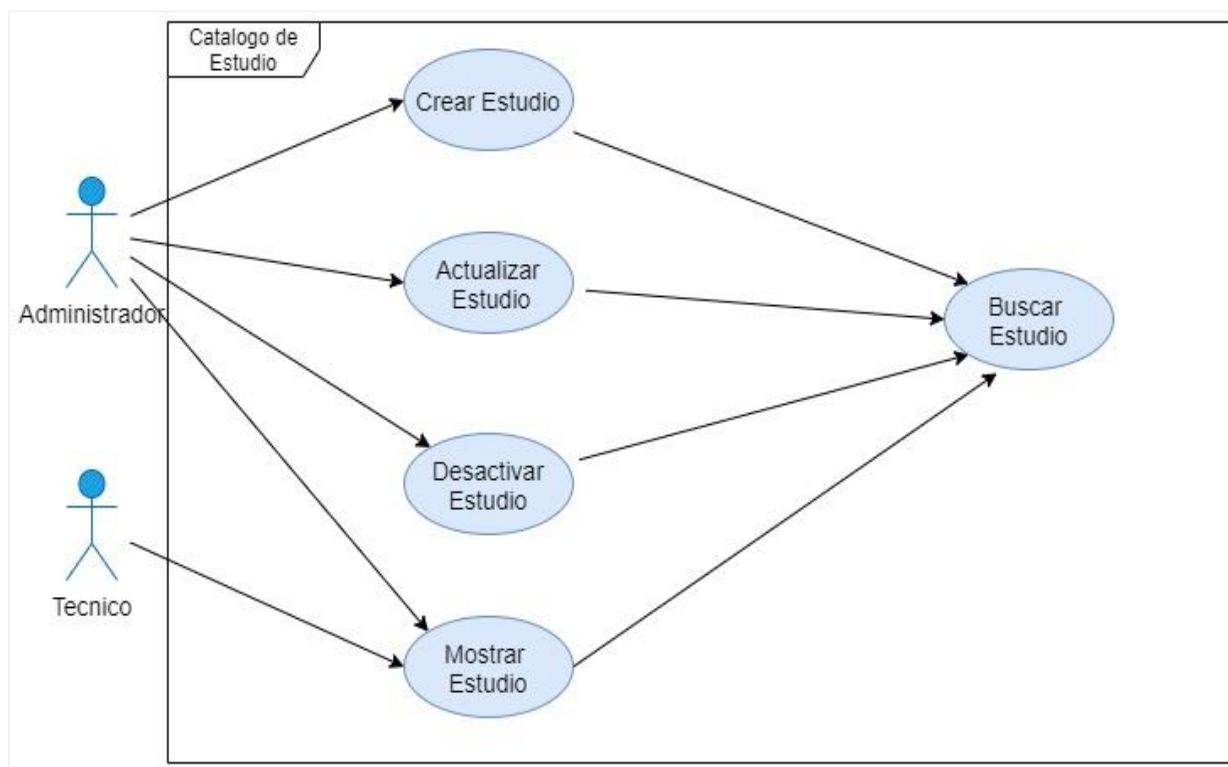 Catalogo de
Estudio
Crear Estudio
Actualizar
Estudio
Administrador
Buscar
Estudio
Desactivar
Estudio
Tecnico
Mostrar
Estudio